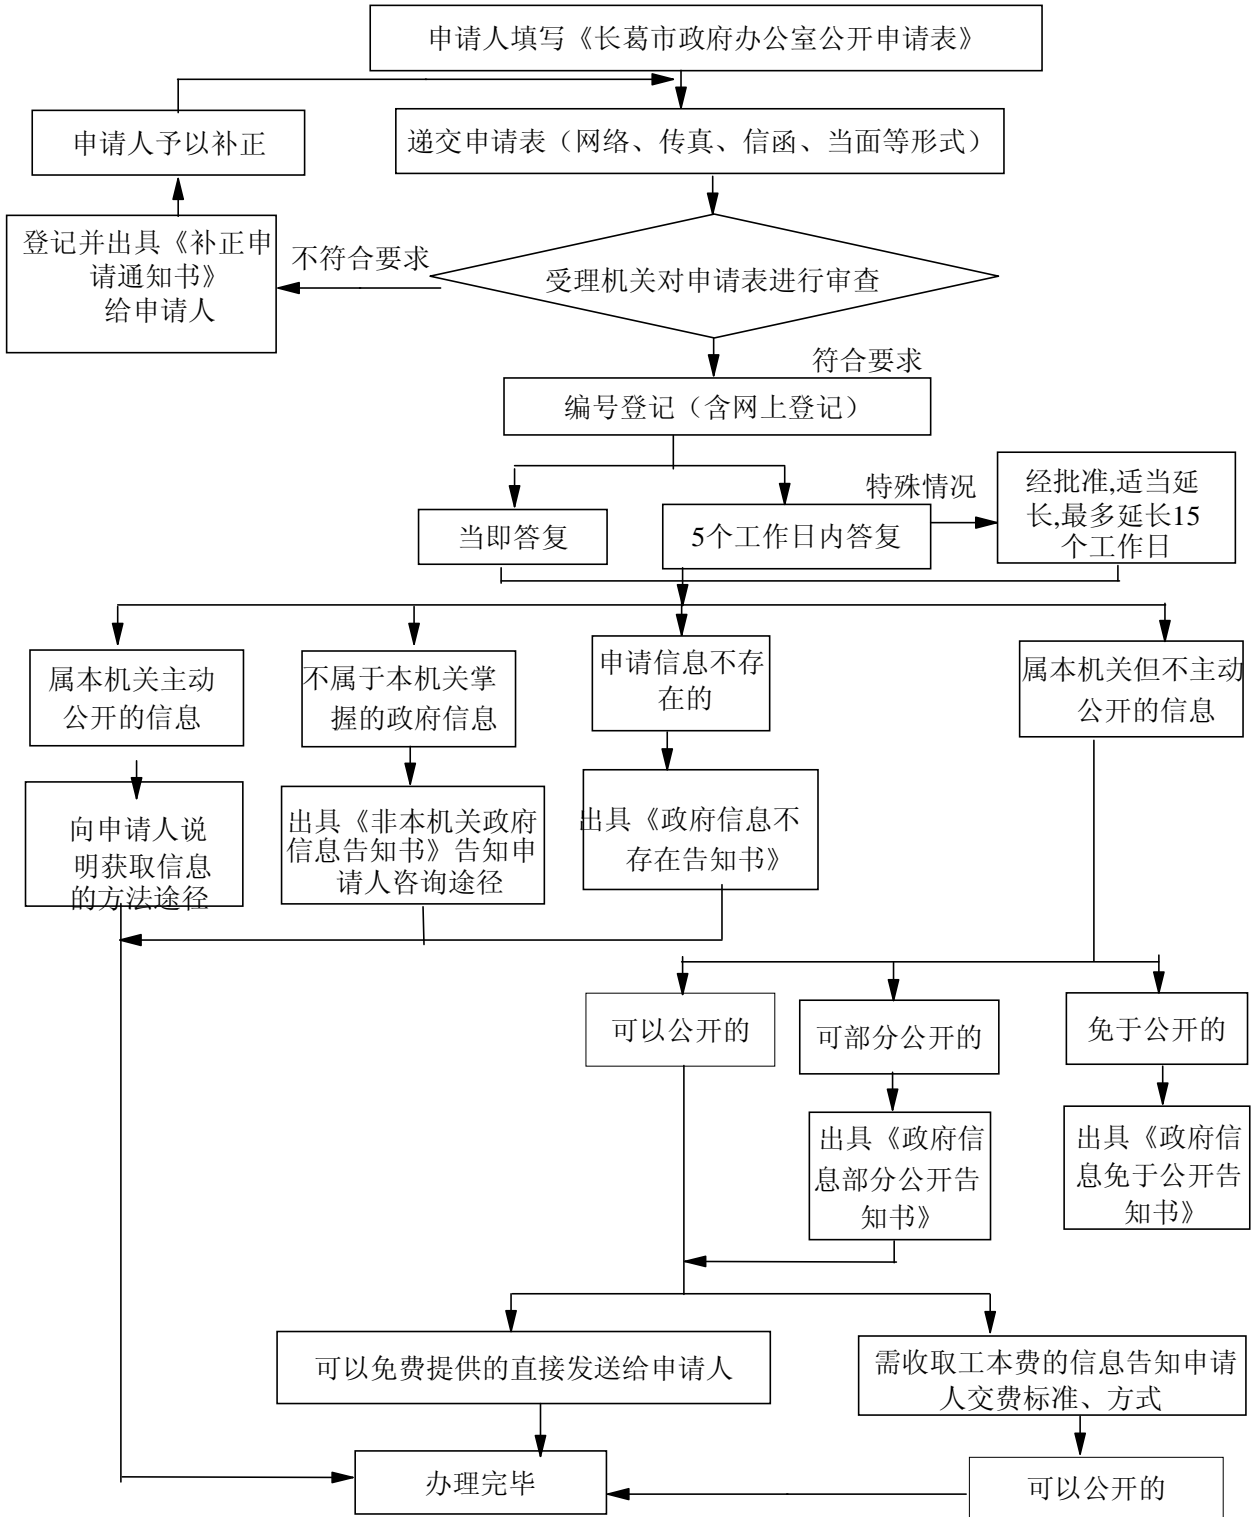 申请人填写《长葛市政府办公室公开申请表》
申请人予以补正
递交申请表（网络、传真、信函、当面等形式）
登记并出具《补正申
请通知书》
给申请人
不符合要求
受理机关对申请表进行审查
符合要求
编号登记（含网上登记）
当即答复
5个工作日内答复
特殊情况
经批准,适当延
长,最多延长15
个工作日
属本机关主动
公开的信息
不属于本机关掌
握的政府信息
申请信息不存
在的
属本机关但不主动
公开的信息
向申请人说
明获取信息
的方法途径
出具《非本机关政府
信息告知书》告知申
请人咨询途径
出具《政府信息不
存在告知书》
可以公开的
可部分公开的
免于公开的
出具《政府信
息部分公开告
知书》
出具《政府信
息免于公开告
知书》
可以免费提供的直接发送给申请人
需收取工本费的信息告知申请
人交费标准、方式
办理完毕
可以公开的